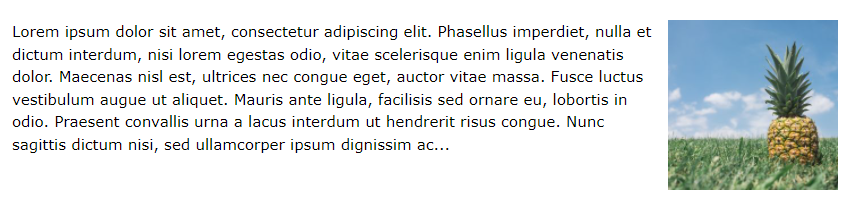 Lorem ipsum dolor sit amet, consectetur adipiscing elit. Phasellus imperdiet, nulla et
dictum interdum, nisi lorem egestas odio, vitae scelerisque enim ligula venenatis
dolor. Maecenas nisl est, ultrices nec congue eget, auctor vitae massa. Fusce luctus
vestibulum augue ut aliquet. Mauris ante ligula, facilisis sed ornare eu, lobortis in
odio. Praesent convallis urna a lacus interdum ut hendrerit risus congue. Nunc
sagittis dictum nisi, sed ullamcorper ipsum dignissim ac...